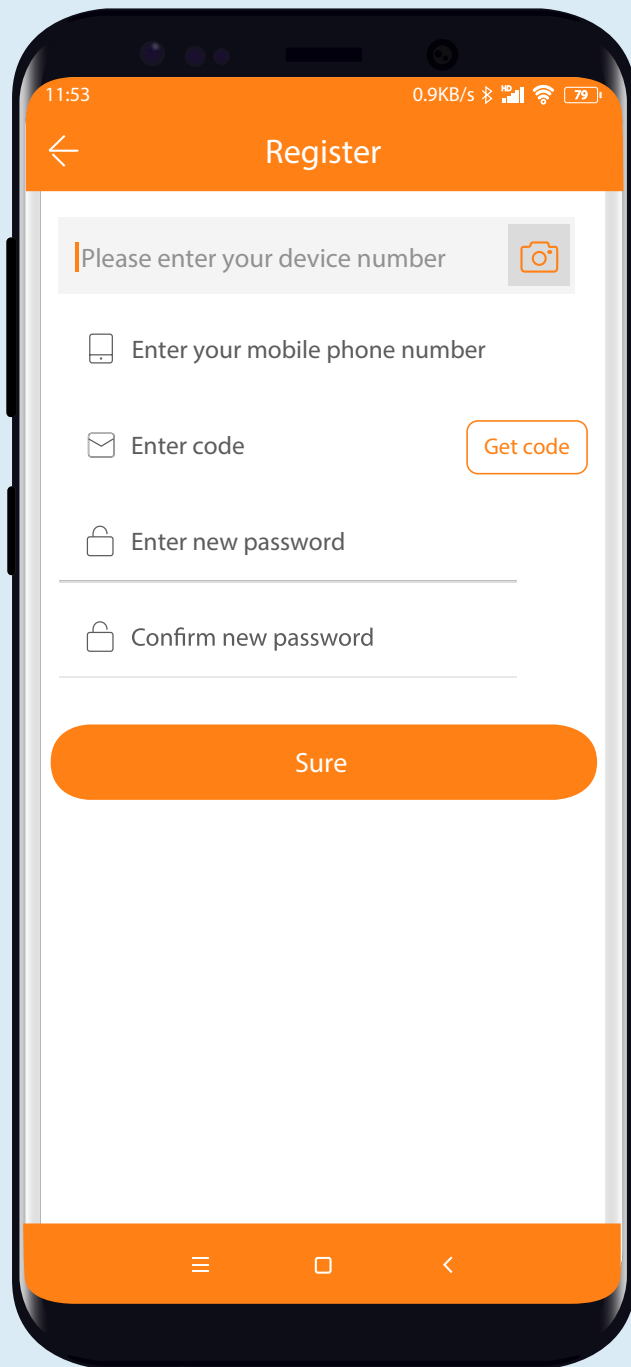 11:53 0.9KB/s HD 79
Register
Please enter your device number
Enter your mobile phone number
Enter code Get code
Enter new password
Confirm new password
Sure